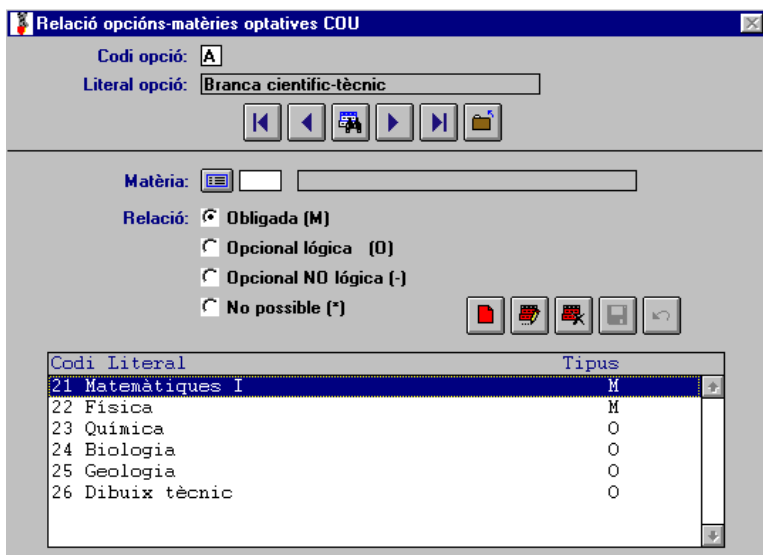 Relació opcións-matèries optatives COU
Codi opció: A
Literal opció: Branca cientific-tècnic
Matèria:
Relació: Obligada (M)
Opcional lógica (O)
Opcional NO lógica (-)
No possible (*)
Codi Literal Tipus
21 Matemàtiques I M
22 Física M
23 Química O
24 Biologia O
25 Geologia O
26 Dibuix tècnic O